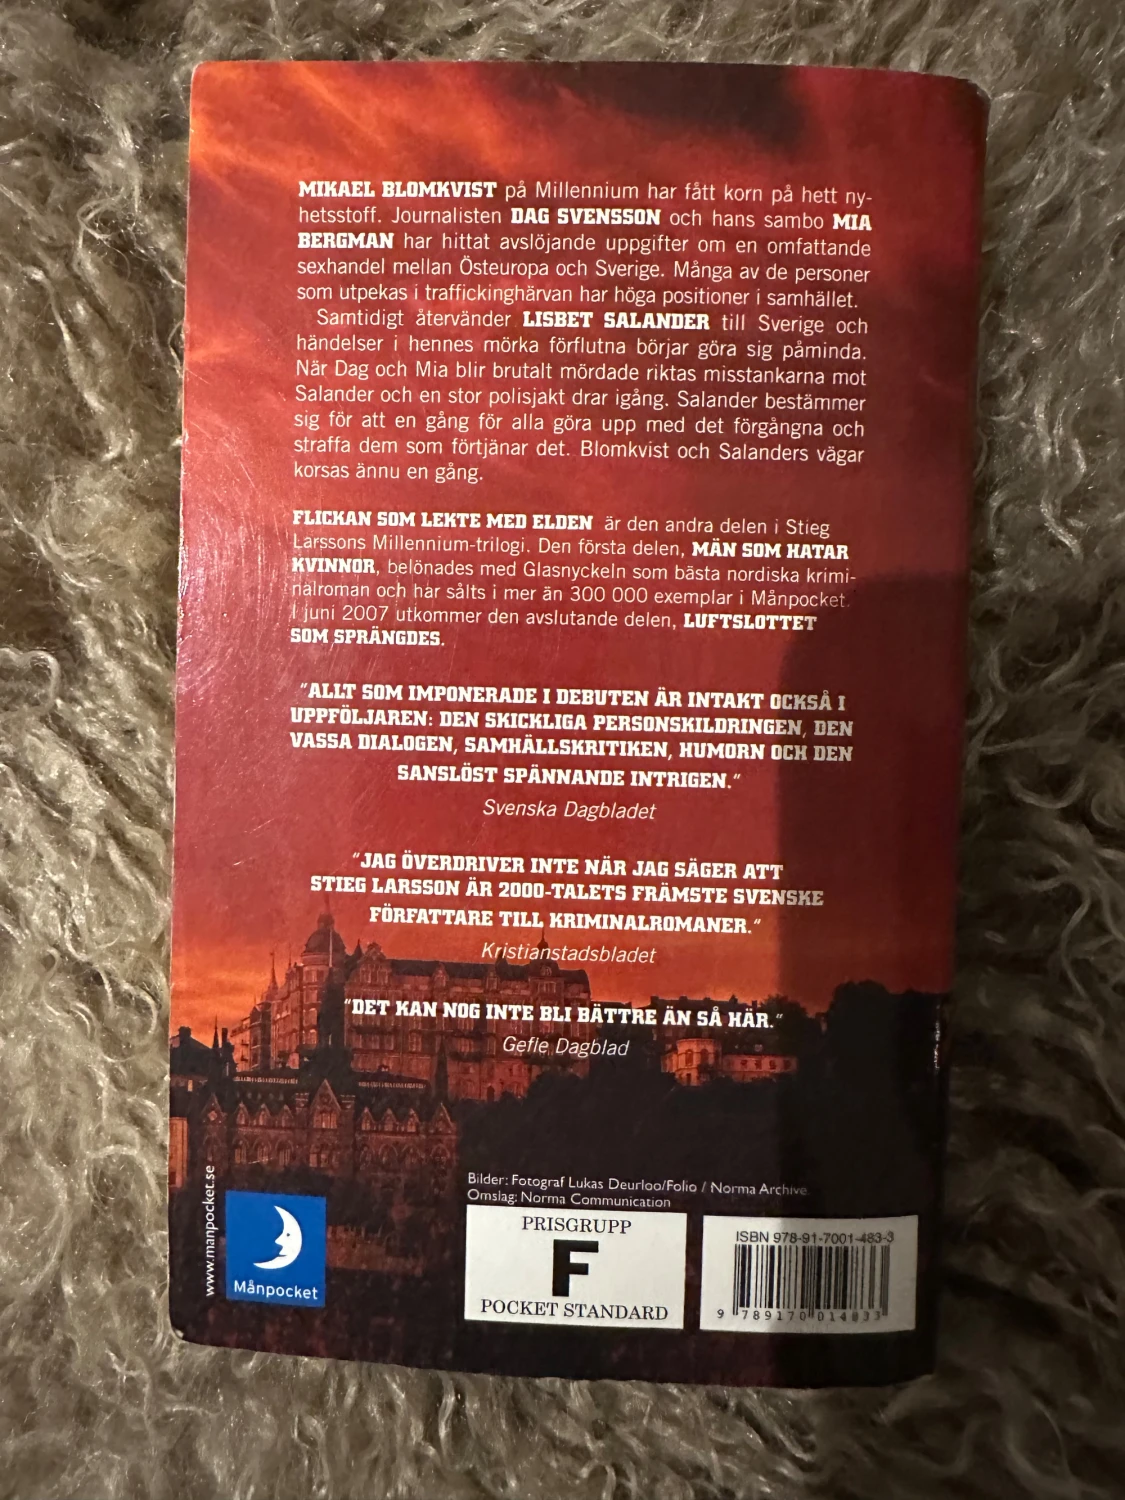 MIKAEL BLOMKVIST på Millennium har fått korn på hett ny-
hetsstoff. Journalisten DAG SVENSSON och hans sambo MIA
BERGMAN har hittat avslöjande uppgifter om en omfattande
sexhandel mellan Östeuropa och Sverige. Många av de personer
som utpekas i traffickinghärvan har höga positioner i samhället.
Samtidigt återvänder LISBET SALANDER till Sverige och
händelser i hennes mörka förflutna börjar göra sig påminda.
När Dag och Mia blir brutalt mördade riktas misstankarna mot
Salander och en stor polisjakt drar igång. Salander bestämmer
sig för att en gång för alla göra upp med det förgångna och
straffa dem som förtjänar det. Blomkvist och Salanders vägar
korsas ännu en gång.
FLICKAN SOM LEKTE MED ELDEN är den andra delen i Stieg
Larssons Millennium-trilogi. Den första delen, MÄN SOM HATAR
KVINNOR, belönades med Glasnyckeln som bästa nordiska krimi-
nalroman och har sålts i mer än 300 000 exemplar i Månpocket.
I juni 2007 utkommer den avslutande delen, LUFTSLOTTET
SOM SPRÄNGDES.
"ALLT SOM IMPONERADE I DEBUTEN ÄR INTAKT OCKSÅ I
UPPFÖLJAREN: DEN SKICKLIGA PERSONSKILDRINGEN, DEN
VASSA DIALOGEN, SAMHÄLLSKRITIKEN, HUMORN OCH DEN
SANSLÖST SPÄNNANDE INTRIGEN."
Svenska Dagbladet
"JAG ÖVERDRIVER INTE NÄR JAG SÄGER ATT
STIEG LARSSON ÄR 2000-TALETS FRÄMSTE SVENSKE
FÖRFATTARE TILL KRIMINALROMANER."
Kristianstadsbladet
"DET KAN NOG INTE BLI BÄTTRE ÄN SÅ HÄR."
Gefle Dagblad
Bilder: Fotograf Lukas Deurloo/Folio / Norma Archive.
Omslag: Norma Communication
www.manpocket.se
Månpocket
PRISGRUPP
F
POCKET STANDARD
ISBN 978-91-7001-483-3
9 789170 014833